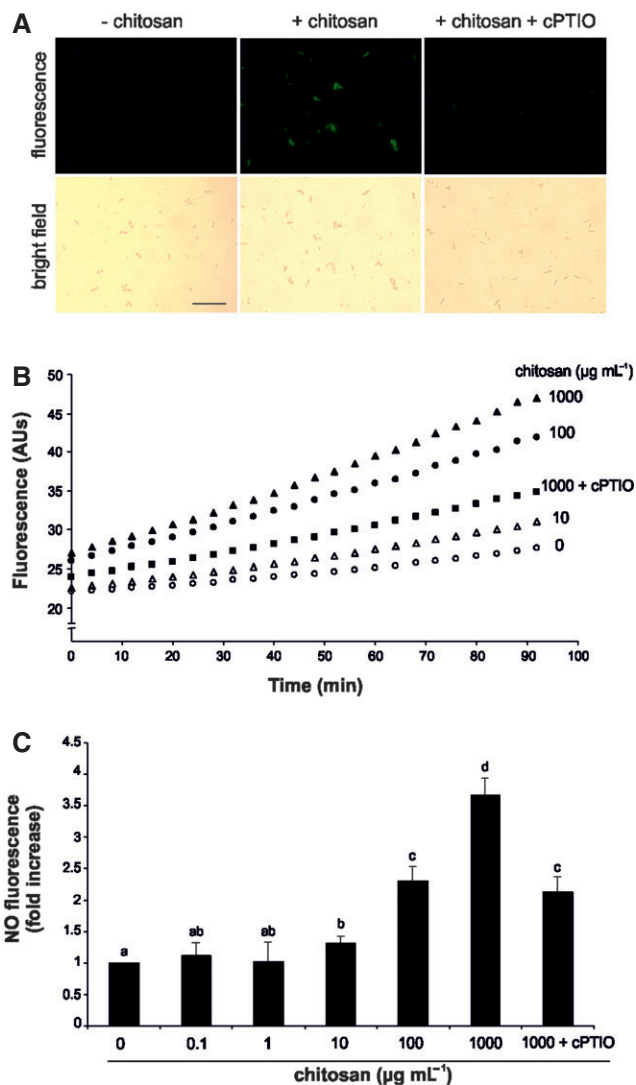 A
- chitosan
+ chitosan
+ chitosan + cPTIO
fluorescence
bright field
B
50
45
40
35
30
25
20
Fluorescence (AUs)
chitosan (µg mL⁻¹)
1000
100
1000 + cPTIO
10
0
0 10 20 30 40 50 60 70 80 90 100
Time (min)
C
4.5
4
3.5
3
2.5
2
1.5
1
0.5
0
NO fluorescence
(fold increase)
a ab ab b c d c
0 0.1 1 10 100 1000 1000 + cPTIO
chitosan (µg mL⁻¹)